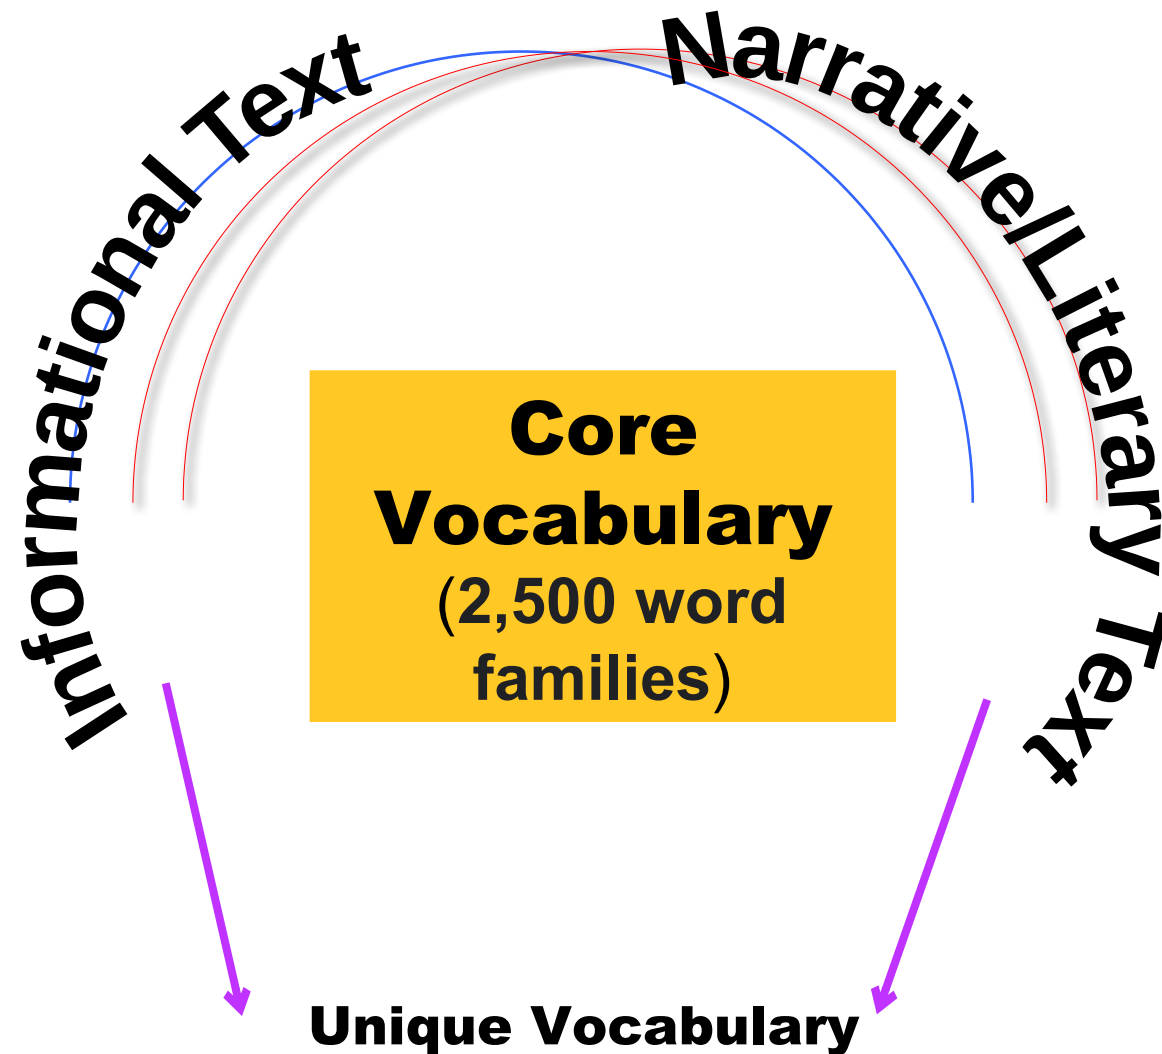 Informational Text
Narrative/Literary Text
Core
Vocabulary
(2,500 word
families)
Unique Vocabulary